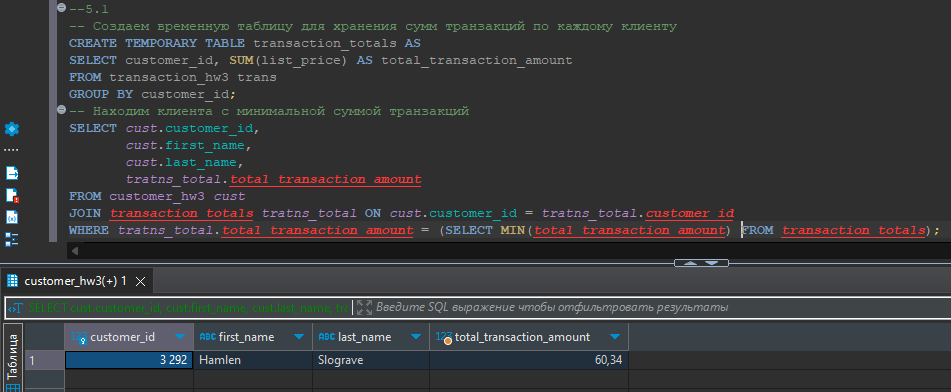 --5.1
-- Создаем временную таблицу для хранения сумм транзакций по каждому клиенту
CREATE TEMPORARY TABLE transaction_totals AS
SELECT customer_id, SUM(list_price) AS total_transaction_amount
FROM transaction_hw3 trans
GROUP BY customer_id;
-- Находим клиента с минимальной суммой транзакций
SELECT cust.customer_id,
cust.first_name,
cust.last_name,
tratns_total.total_transaction_amount
FROM customer_hw3 cust
JOIN transaction_totals tratns_total ON cust.customer_id = tratns_total.customer_id
WHERE tratns_total.total_transaction_amount = (SELECT MIN(total_transaction_amount) FROM transaction_totals);
customer_hw3(+) 1
SELECT cust.customer_id, cust.first_name, cust.last_name, tra
Введите SQL выражение чтобы отфильтровать результаты
Таблица
customer_id first_name last_name total_transaction_amount
1 3 292 Hamlen Slograve 60,34